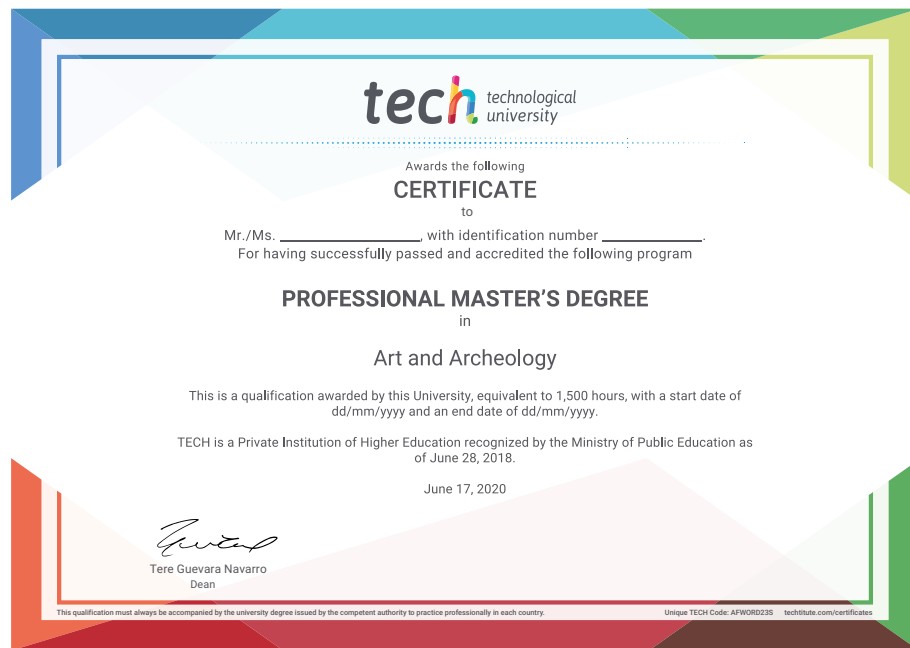 tech technological
university
Awards the following
CERTIFICATE
to
Mr./Ms. ____________________, with identification number ______________.
For having successfully passed and accredited the following program
PROFESSIONAL MASTER'S DEGREE
in
Art and Archeology
This is a qualification awarded by this University, equivalent to 1,500 hours, with a start date of
dd/mm/yyyy and an end date of dd/mm/yyyy.
TECH is a Private Institution of Higher Education recognized by the Ministry of Public Education as
of June 28, 2018.
June 17, 2020
Tere Guevara Navarro
Dean
This qualification must always be accompanied by the university degree issued by the competent authority to practice professionally in each country. Unique TECH Code: AFWORD23S techtitute.com/certificates